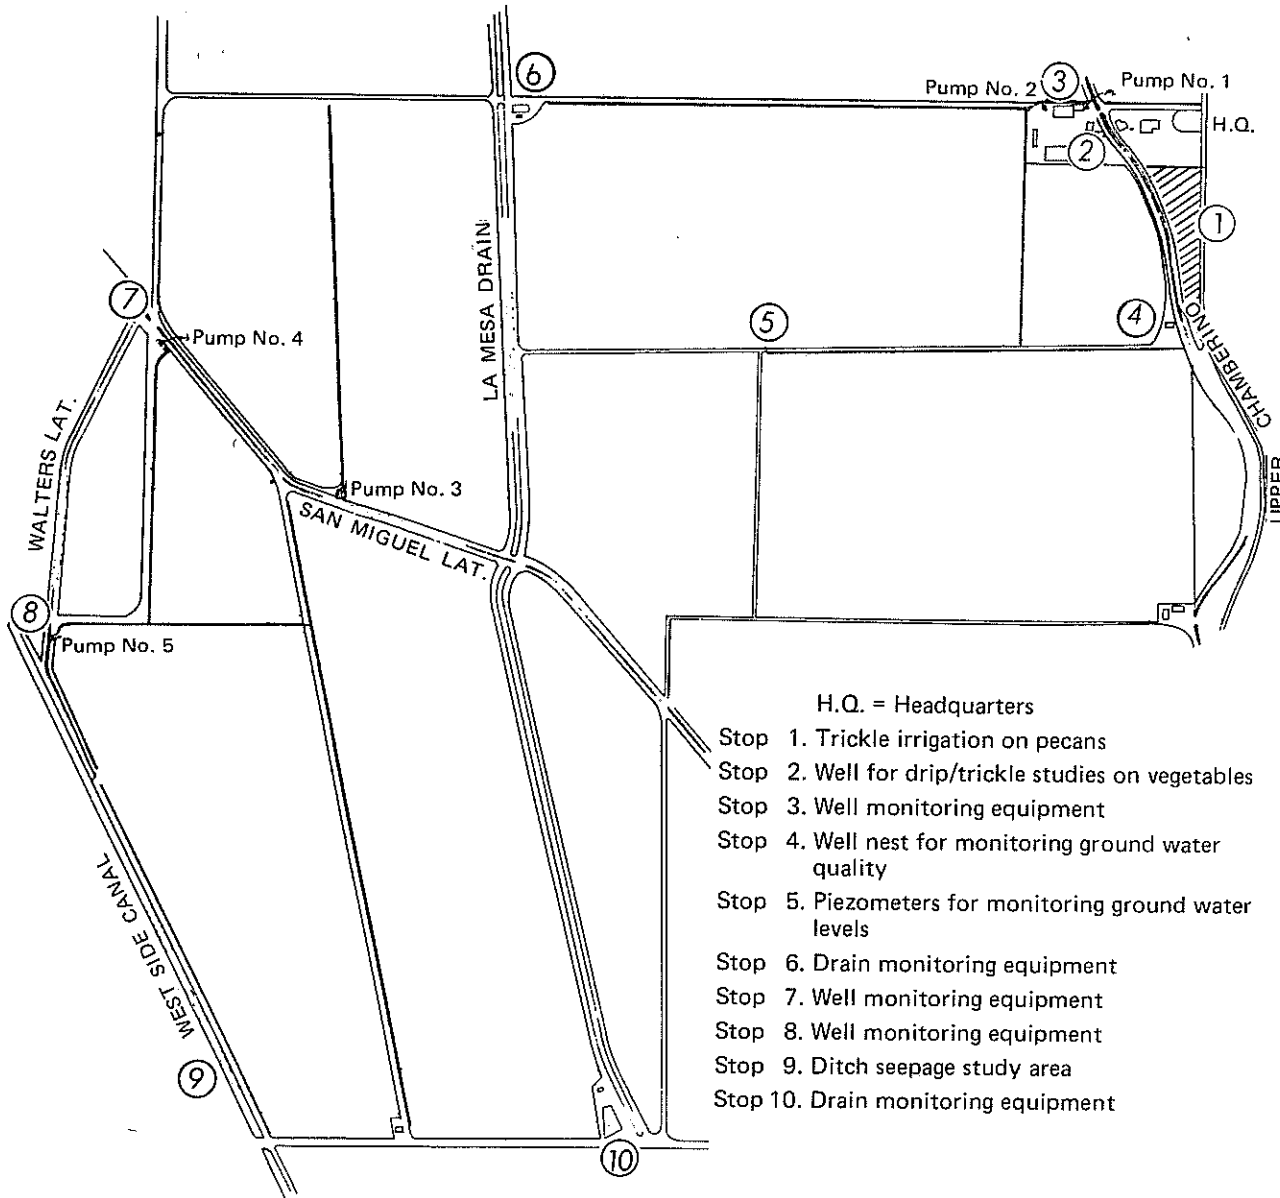 6
3
Pump No. 1
Pump No. 2
H.Q.
2
1
LA MESA DRAIN
7
5
4
Pump No. 4
UPPER CHAMBERINO
WALTERS LAT.
Pump No. 3
SAN MIGUEL LAT.
8
Pump No. 5
H.Q. = Headquarters
Stop 1. Trickle irrigation on pecans
Stop 2. Well for drip/trickle studies on vegetables
Stop 3. Well monitoring equipment
Stop 4. Well nest for monitoring ground water
quality
Stop 5. Piezometers for monitoring ground water
levels
Stop 6. Drain monitoring equipment
Stop 7. Well monitoring equipment
Stop 8. Well monitoring equipment
Stop 9. Ditch seepage study area
Stop 10. Drain monitoring equipment
WEST SIDE CANAL
9
10